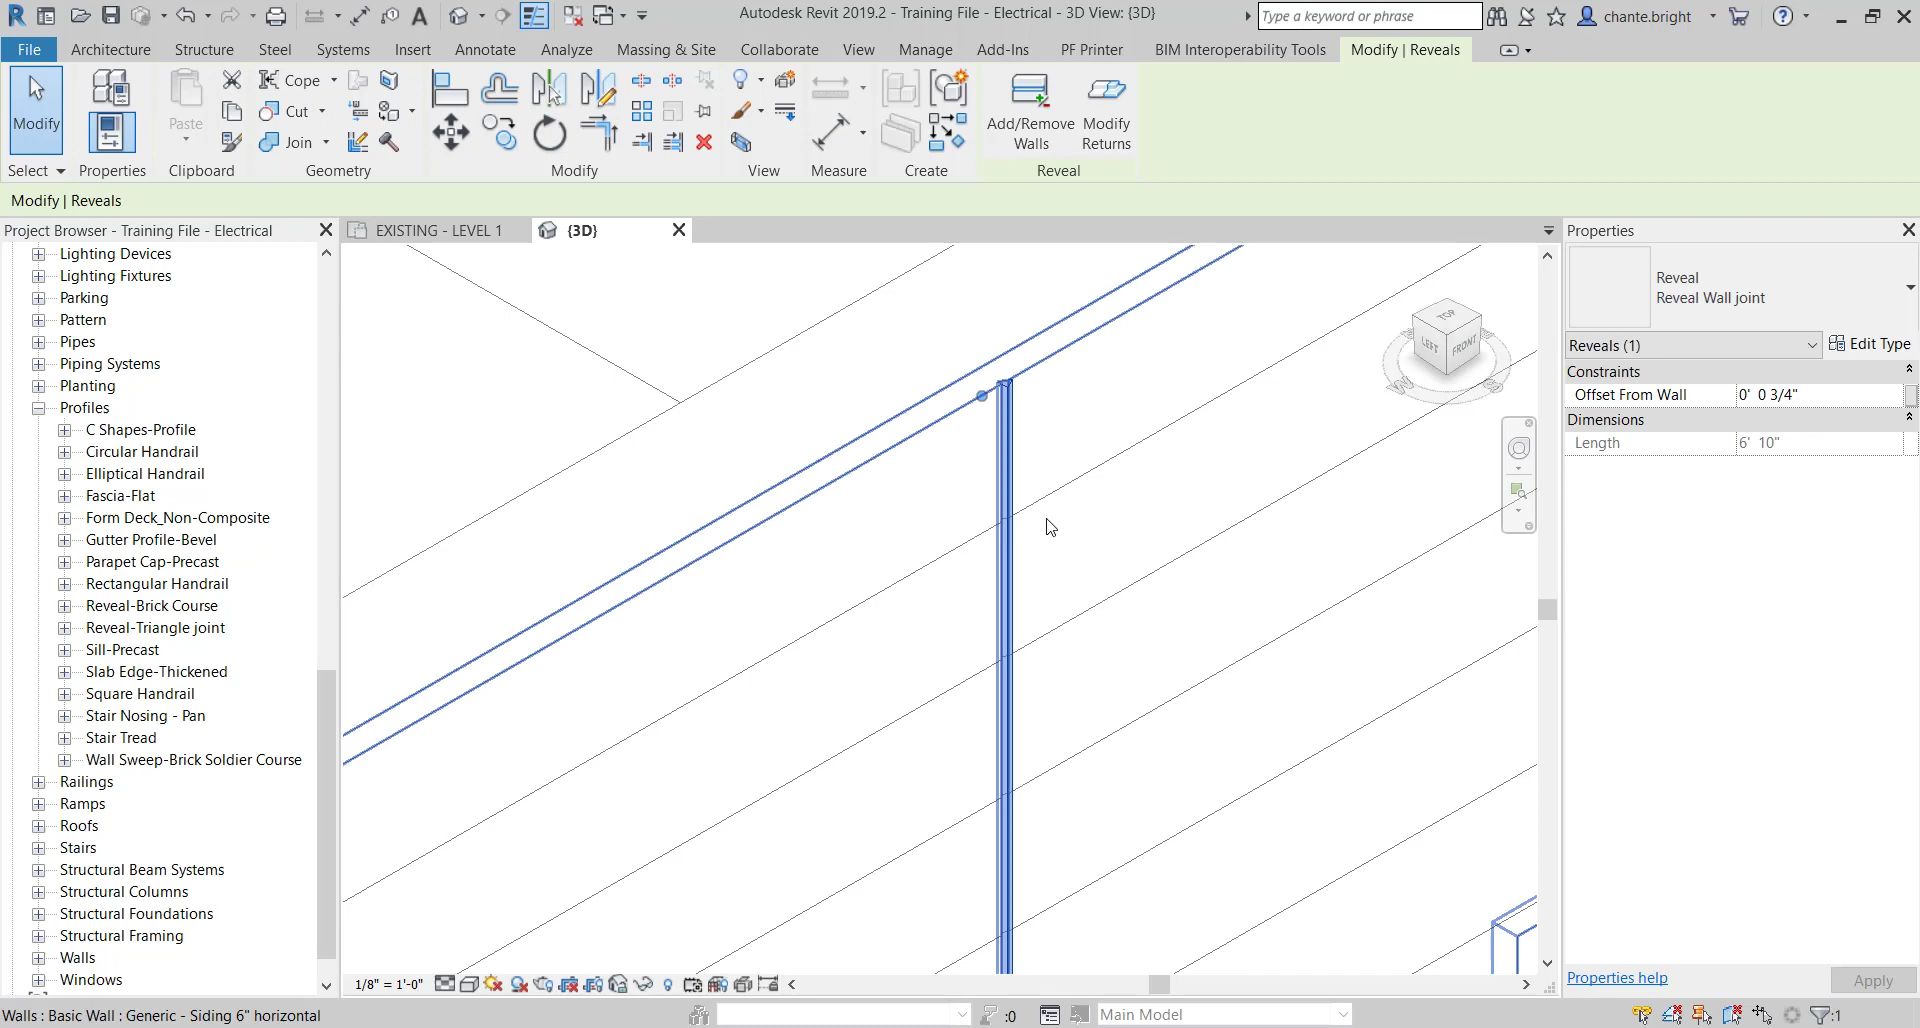 Autodesk Revit 2019.2 - Training File - Electrical - 3D View: {3D}
Type a keyword or phrase
chante.bright
File
Architecture
Structure
Steel
Systems
Insert
Annotate
Analyze
Massing & Site
Collaborate
View
Manage
Add-Ins
PF Printer
BIM Interoperability Tools
Modify | Reveals
Modify
Paste
Cope
Cut
Join
Add/Remove
Walls
Modify
Returns
Select
Properties
Clipboard
Geometry
Modify
View
Measure
Create
Reveal
Modify | Reveals
Project Browser - Training File - Electrical
Lighting Devices
Lighting Fixtures
Parking
Pattern
Pipes
Piping Systems
Planting
Profiles
C Shapes-Profile
Circular Handrail
Elliptical Handrail
Fascia-Flat
Form Deck_Non-Composite
Gutter Profile-Bevel
Parapet Cap-Precast
Rectangular Handrail
Reveal-Brick Course
Reveal-Triangle joint
Sill-Precast
Slab Edge-Thickened
Square Handrail
Stair Nosing - Pan
Stair Tread
Wall Sweep-Brick Soldier Course
Railings
Ramps
Roofs
Stairs
Structural Beam Systems
Structural Columns
Structural Foundations
Structural Framing
Walls
Windows
EXISTING - LEVEL 1
{3D}
TOP
LEFT
FRONT
W
Properties
Reveal
Reveal Wall joint
Reveals (1)
Edit Type
Constraints
Offset From Wall
0' 0 3/4"
Dimensions
Length
6' 10"
Properties help
Apply
1/8" = 1'-0"
Walls : Basic Wall : Generic - Siding 6" horizontal
:0
Main Model
:1